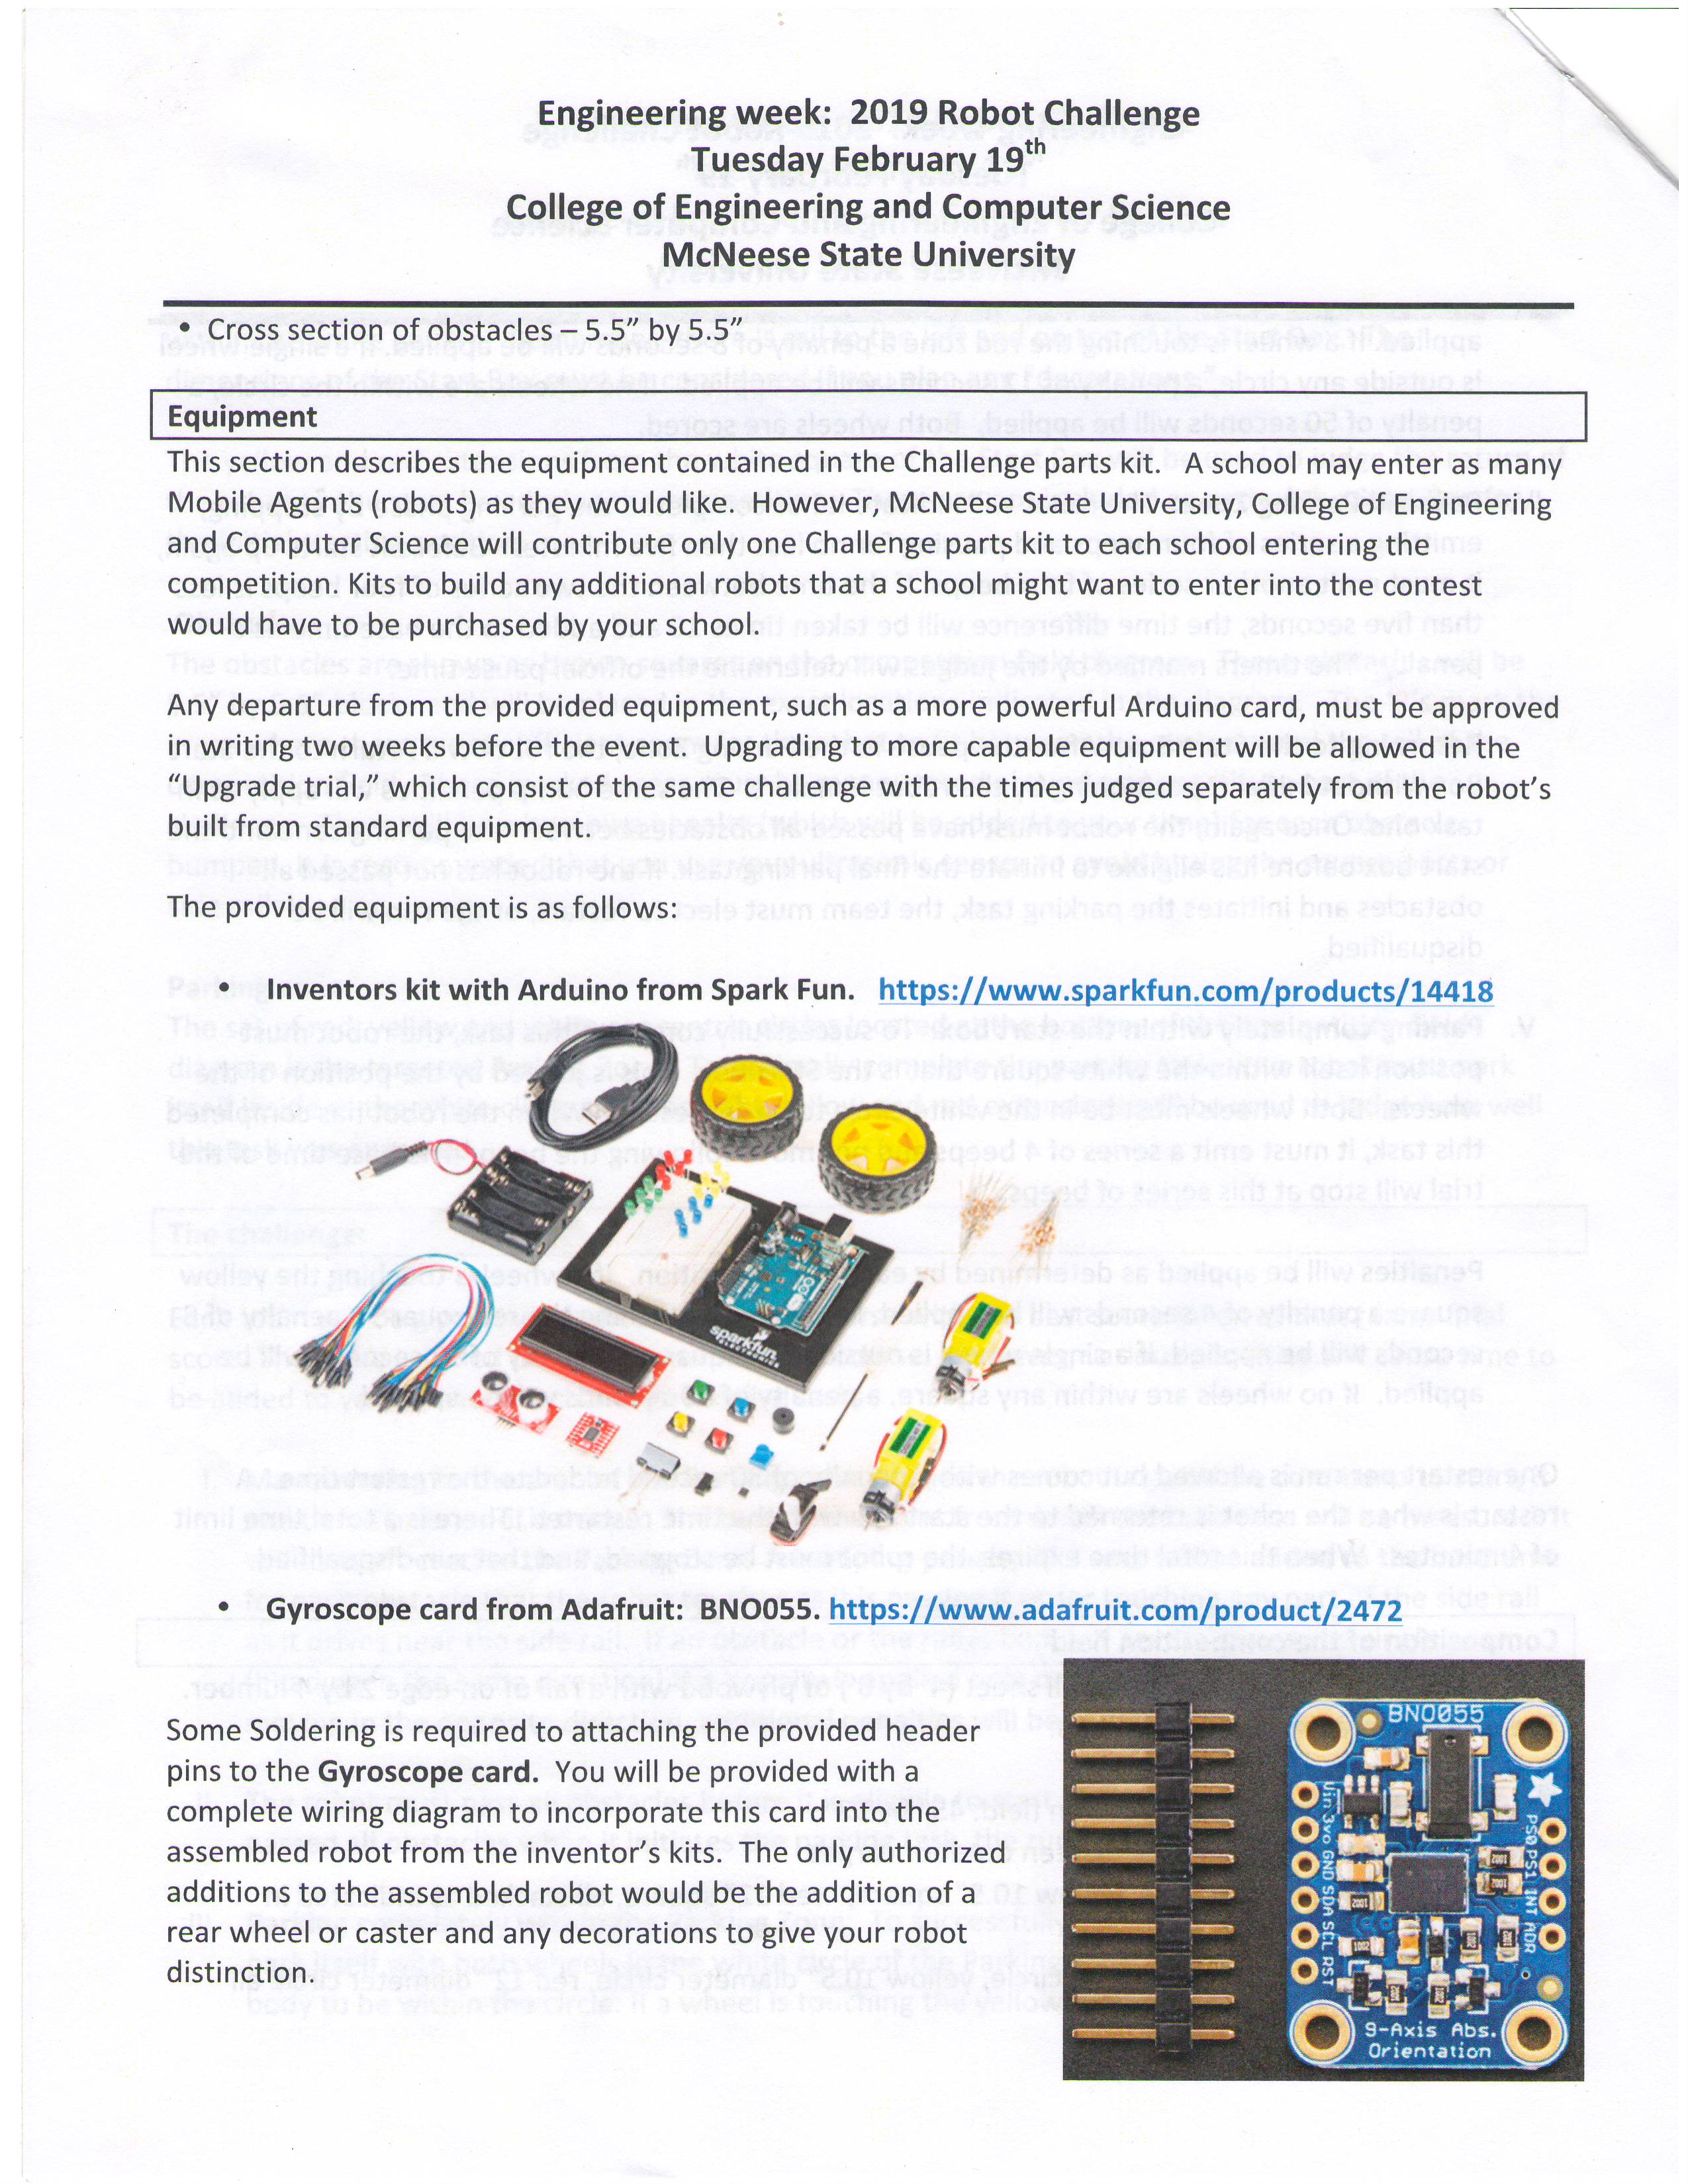 Engineering week:  2019 Robot Challenge
Tuesday February 19th
College of Engineering and Computer Science
McNeese State University
• Cross section of obstacles – 5.5” by 5.5”
Equipment
This section describes the equipment contained in the Challenge parts kit.   A school may enter as many
Mobile Agents (robots) as they would like.  However, McNeese State University, College of Engineering
and Computer Science will contribute only one Challenge parts kit to each school entering the
competition. Kits to build any additional robots that a school might want to enter into the contest
would have to be purchased by your school.
Any departure from the provided equipment, such as a more powerful Arduino card, must be approved
in writing two weeks before the event. Upgrading to more capable equipment will be allowed in the
“Upgrade trial,” which consist of the same challenge with the times judged separately from the robot’s
built from standard equipment.
The provided equipment is as follows:
• Inventors kit with Arduino from Spark Fun.   https://www.sparkfun.com/products/14418
sparkfun
ELECTRONICS
• Gyroscope card from Adafruit:  BNO055. https://www.adafruit.com/product/2472
Some Soldering is required to attaching the provided header
pins to the Gyroscope card.  You will be provided with a
complete wiring diagram to incorporate this card into the
assembled robot from the inventor’s kits.  The only authorized
additions to the assembled robot would be the addition of a
rear wheel or caster and any decorations to give your robot
distinction.
BNO055
Vin 3vo GND SDA SCL RST
PS0 PS1 INT ADR
9-Axis Abs.
Orientation